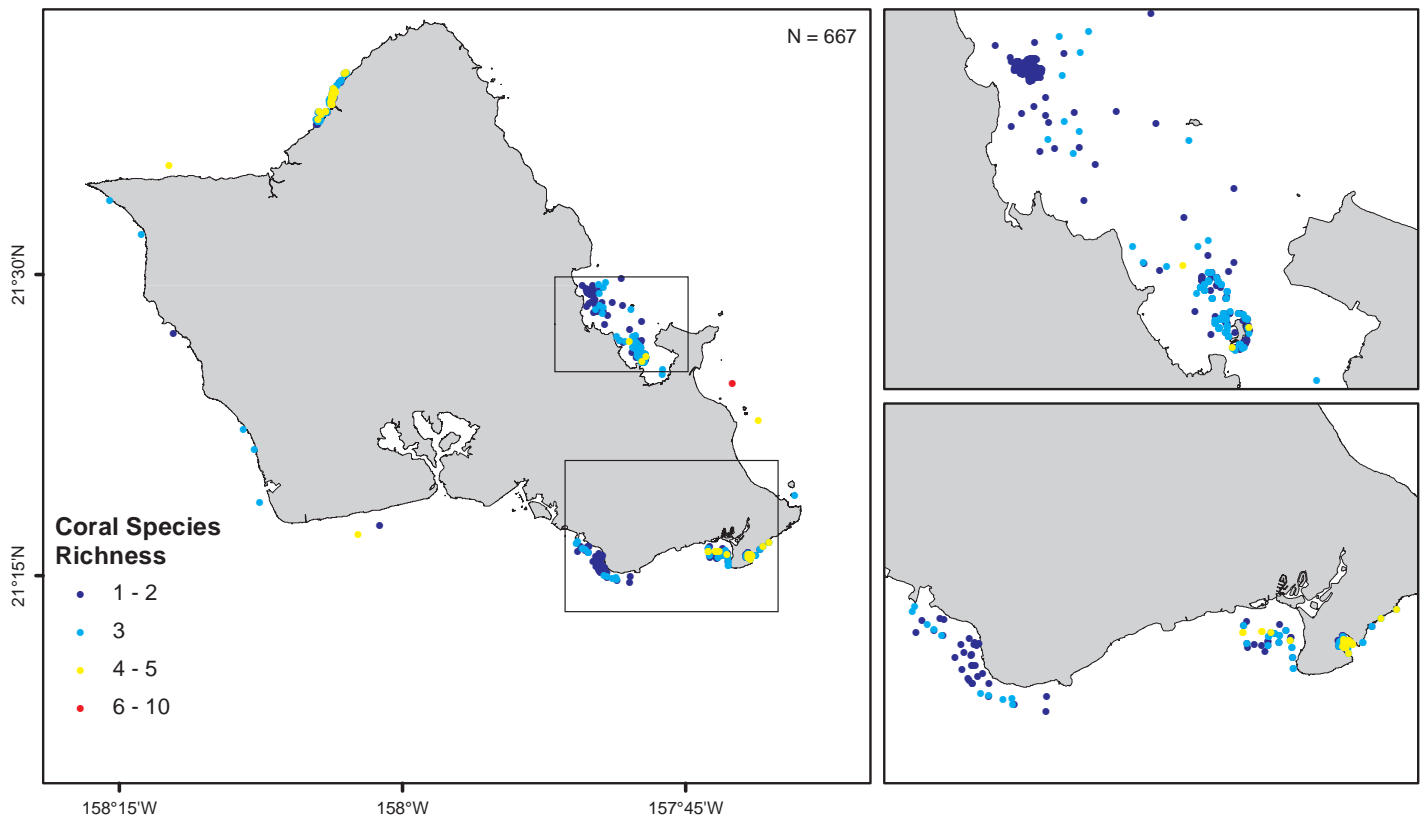 N = 667
21°30'N
21°15'N
Coral Species
Richness
1 - 2
3
4 - 5
6 - 10
158°15'W
158°W
157°45'W